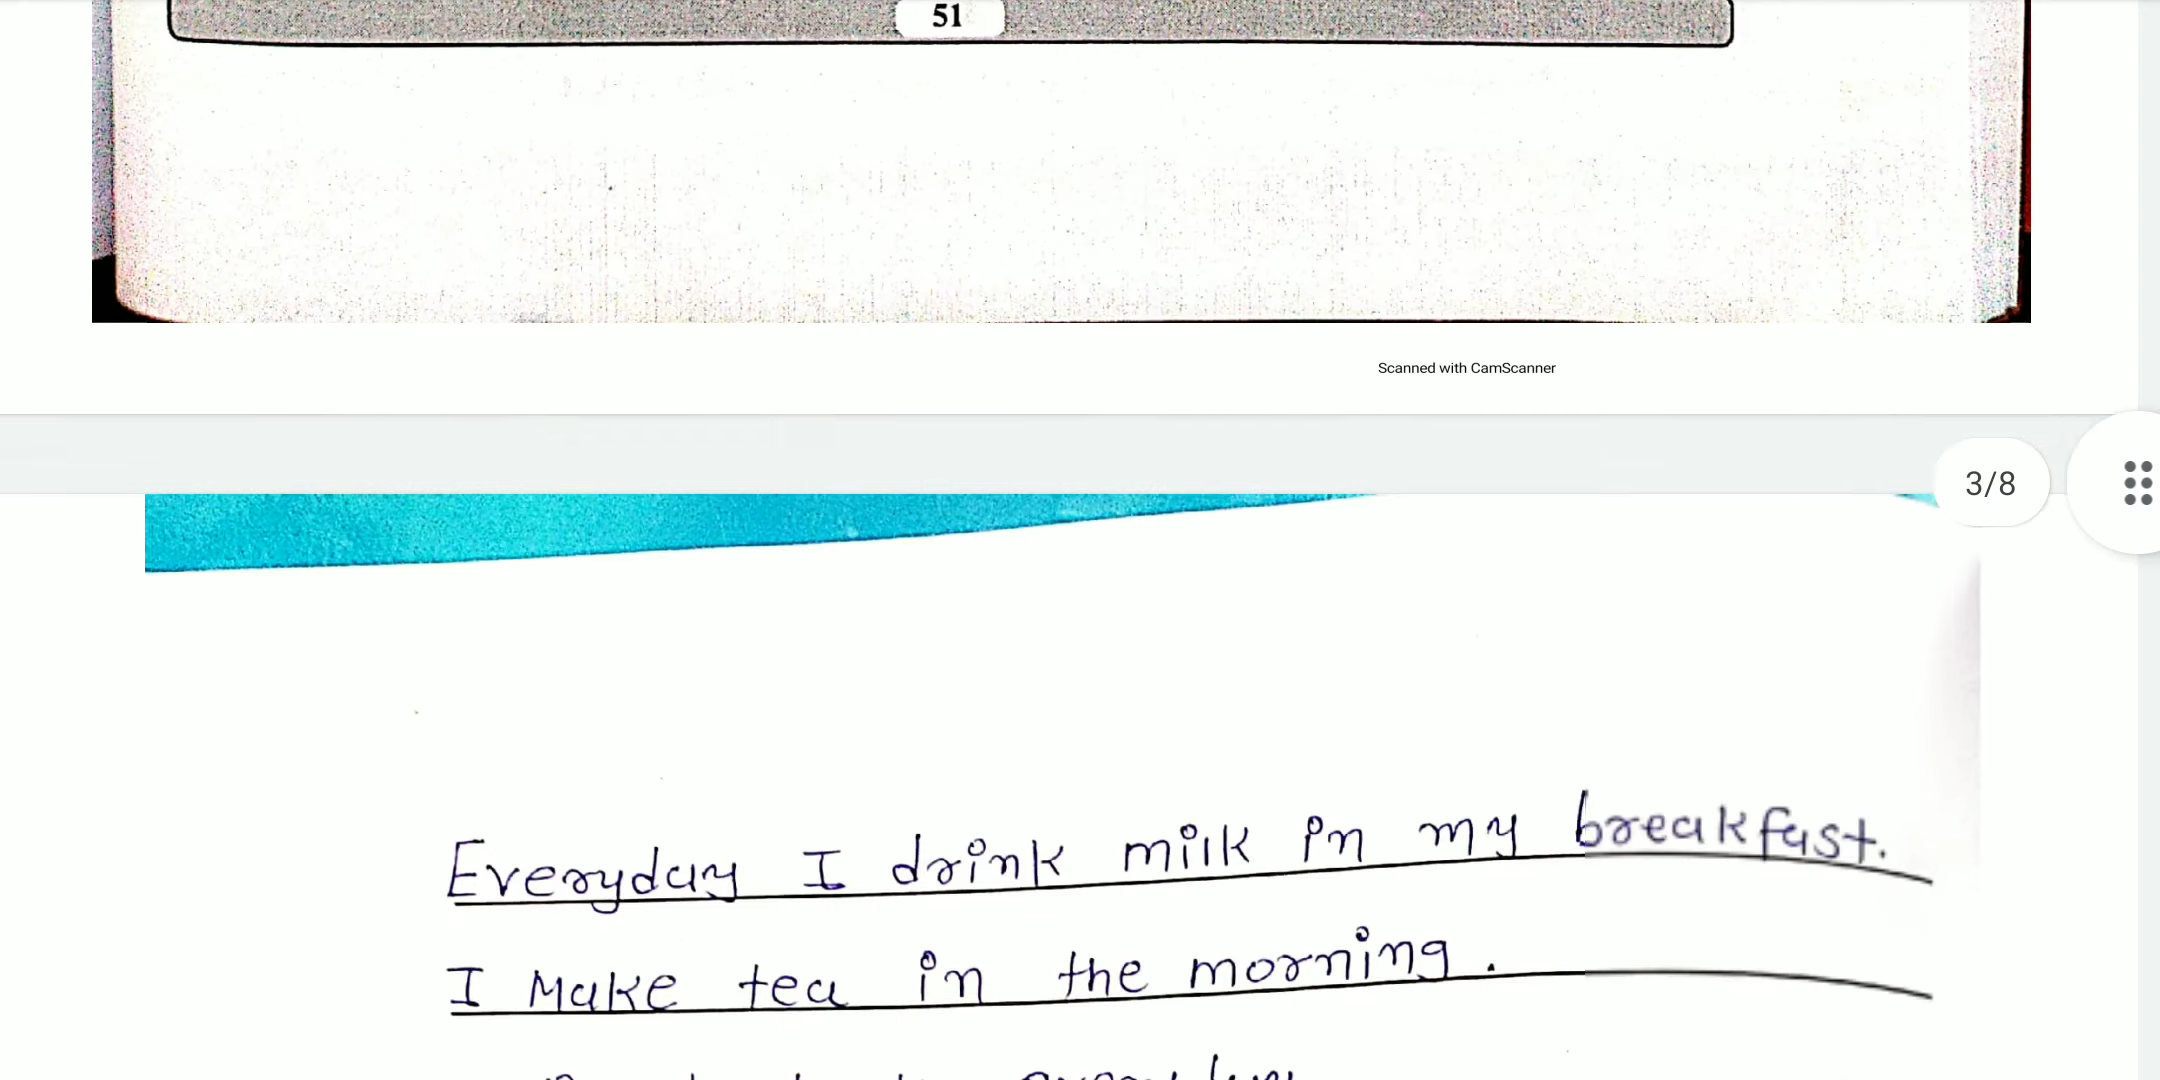 51
Scanned with CamScanner
3/8
Everyday I drink milk in my breakfast.
I Make tea in the morning.